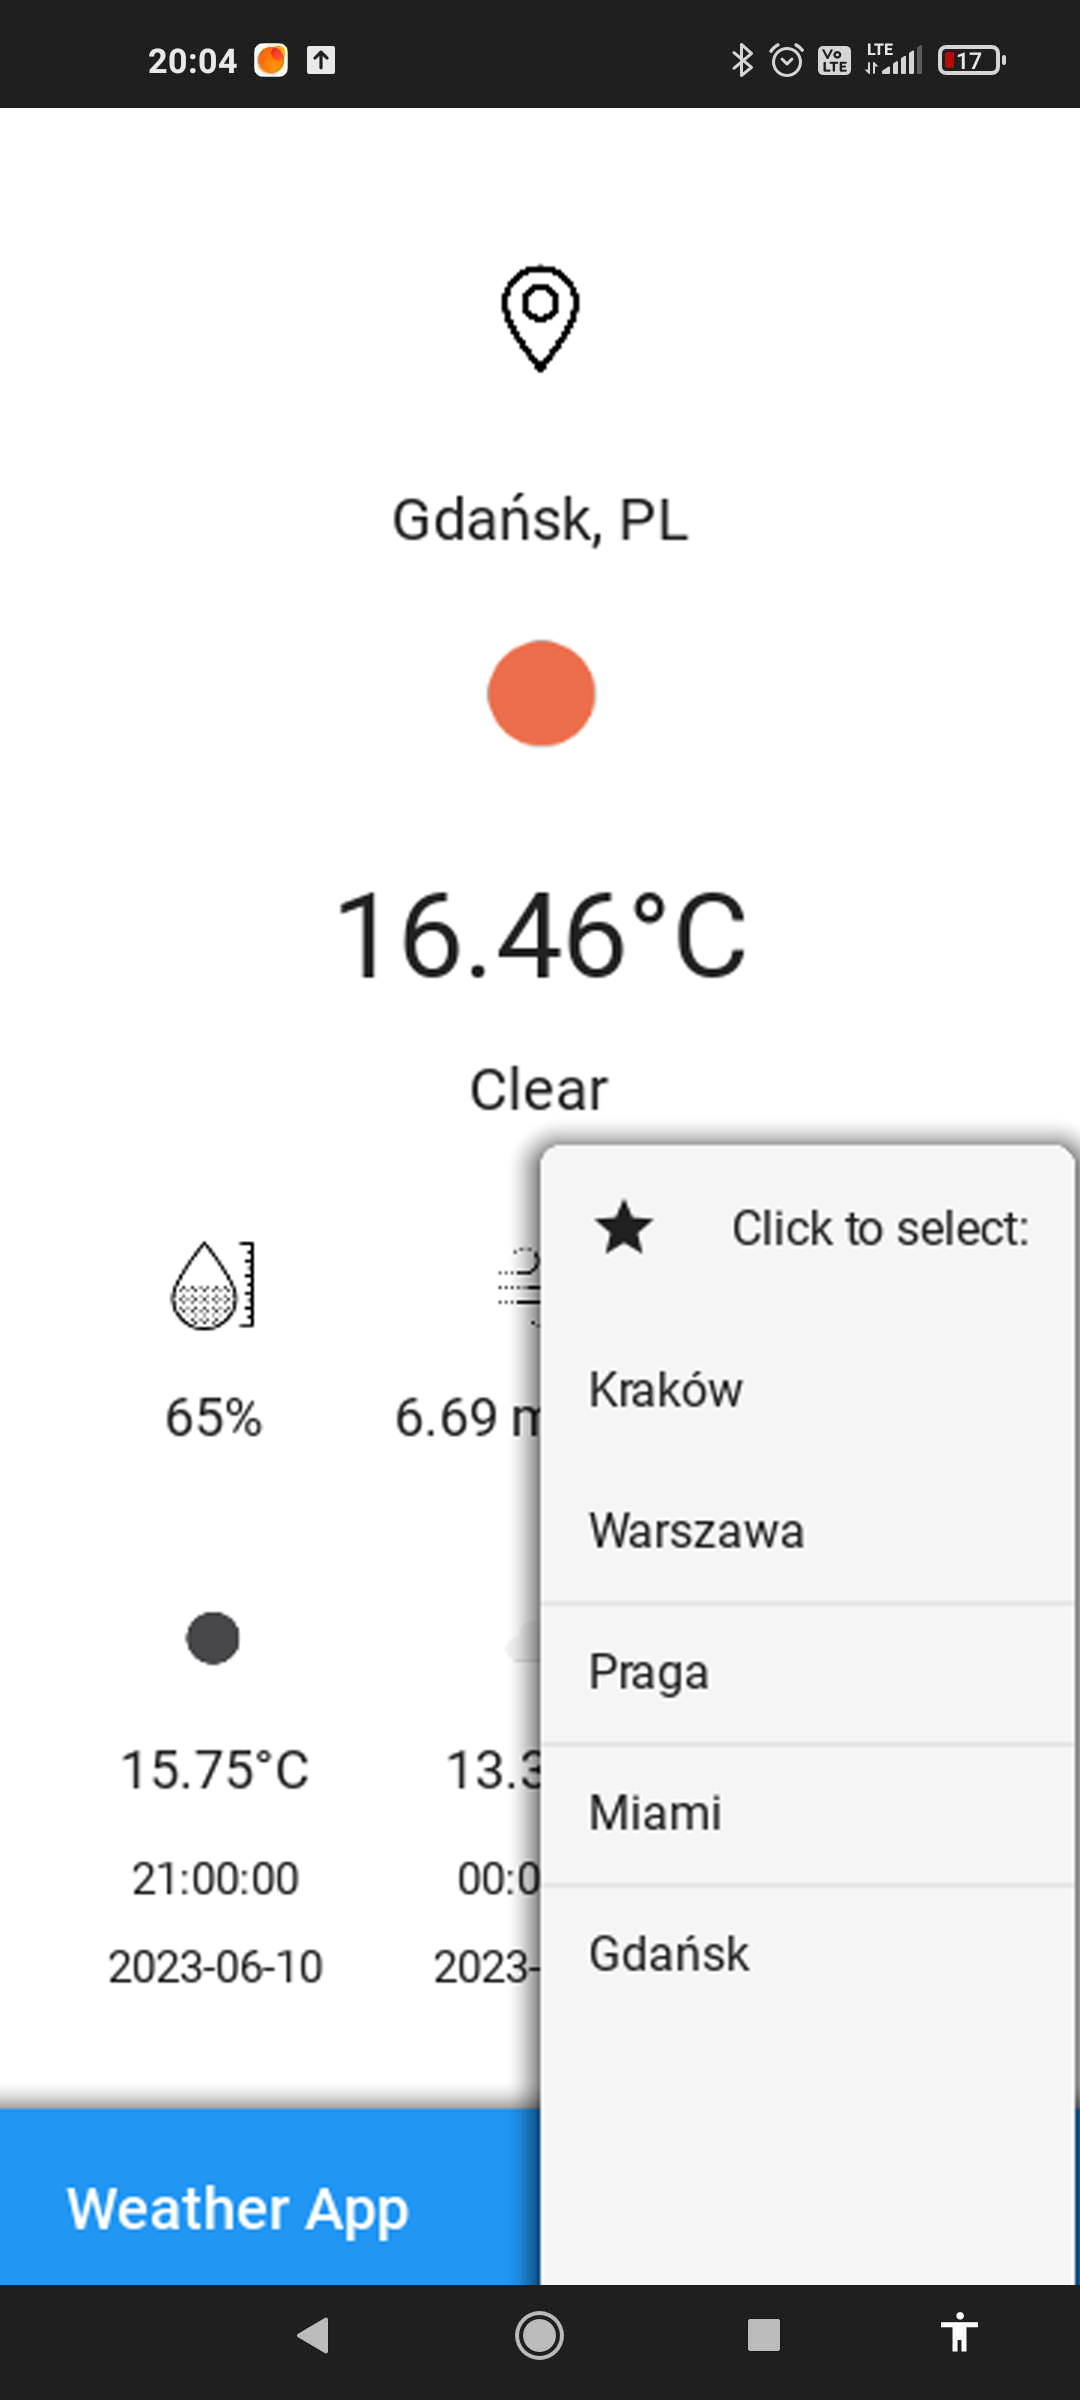 20:04
VoLTE LTE 17
Gdańsk, PL
16.46°C
Clear
Click to select:
Kraków
65% 6.69
Warszawa
Praga
15.75°C 13.3
Miami
21:00:00 00:0
2023-06-10 2023-
Gdańsk
Weather App